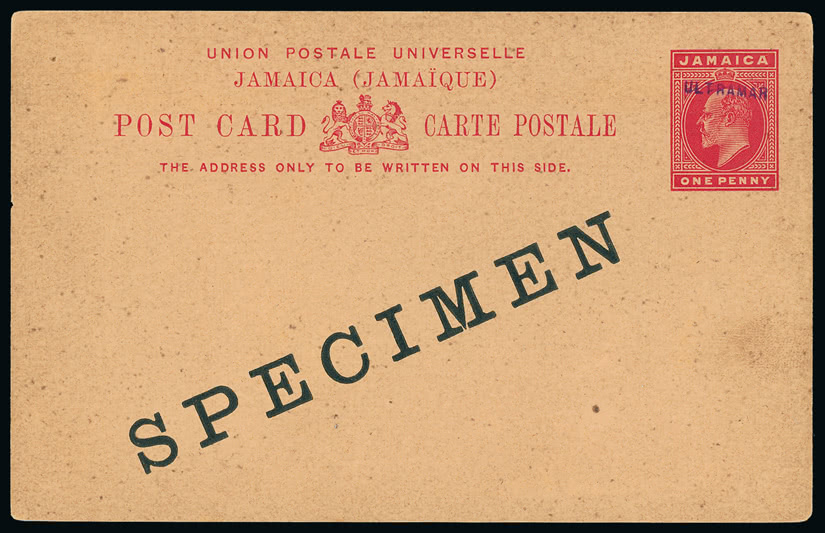 UNION POSTALE UNIVERSELLE
JAMAICA (JAMAÏQUE)
POST CARD CARTE POSTALE
THE ADDRESS ONLY TO BE WRITTEN ON THIS SIDE.
JAMAICA
ULTRAMAR
ONE PENNY
SPECIMEN